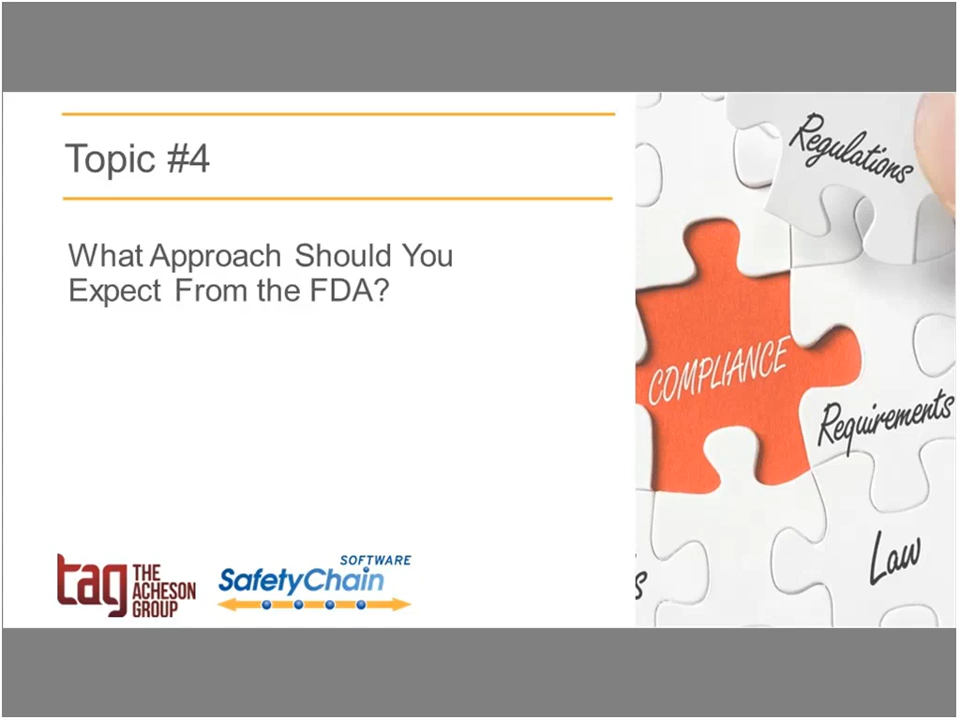 Topic #4
What Approach Should You
Expect From the FDA?
Regulations
COMPLIANCE
Requirements
Law
s
tag THE
ACHESON
GROUP
SOFTWARE
SafetyChain